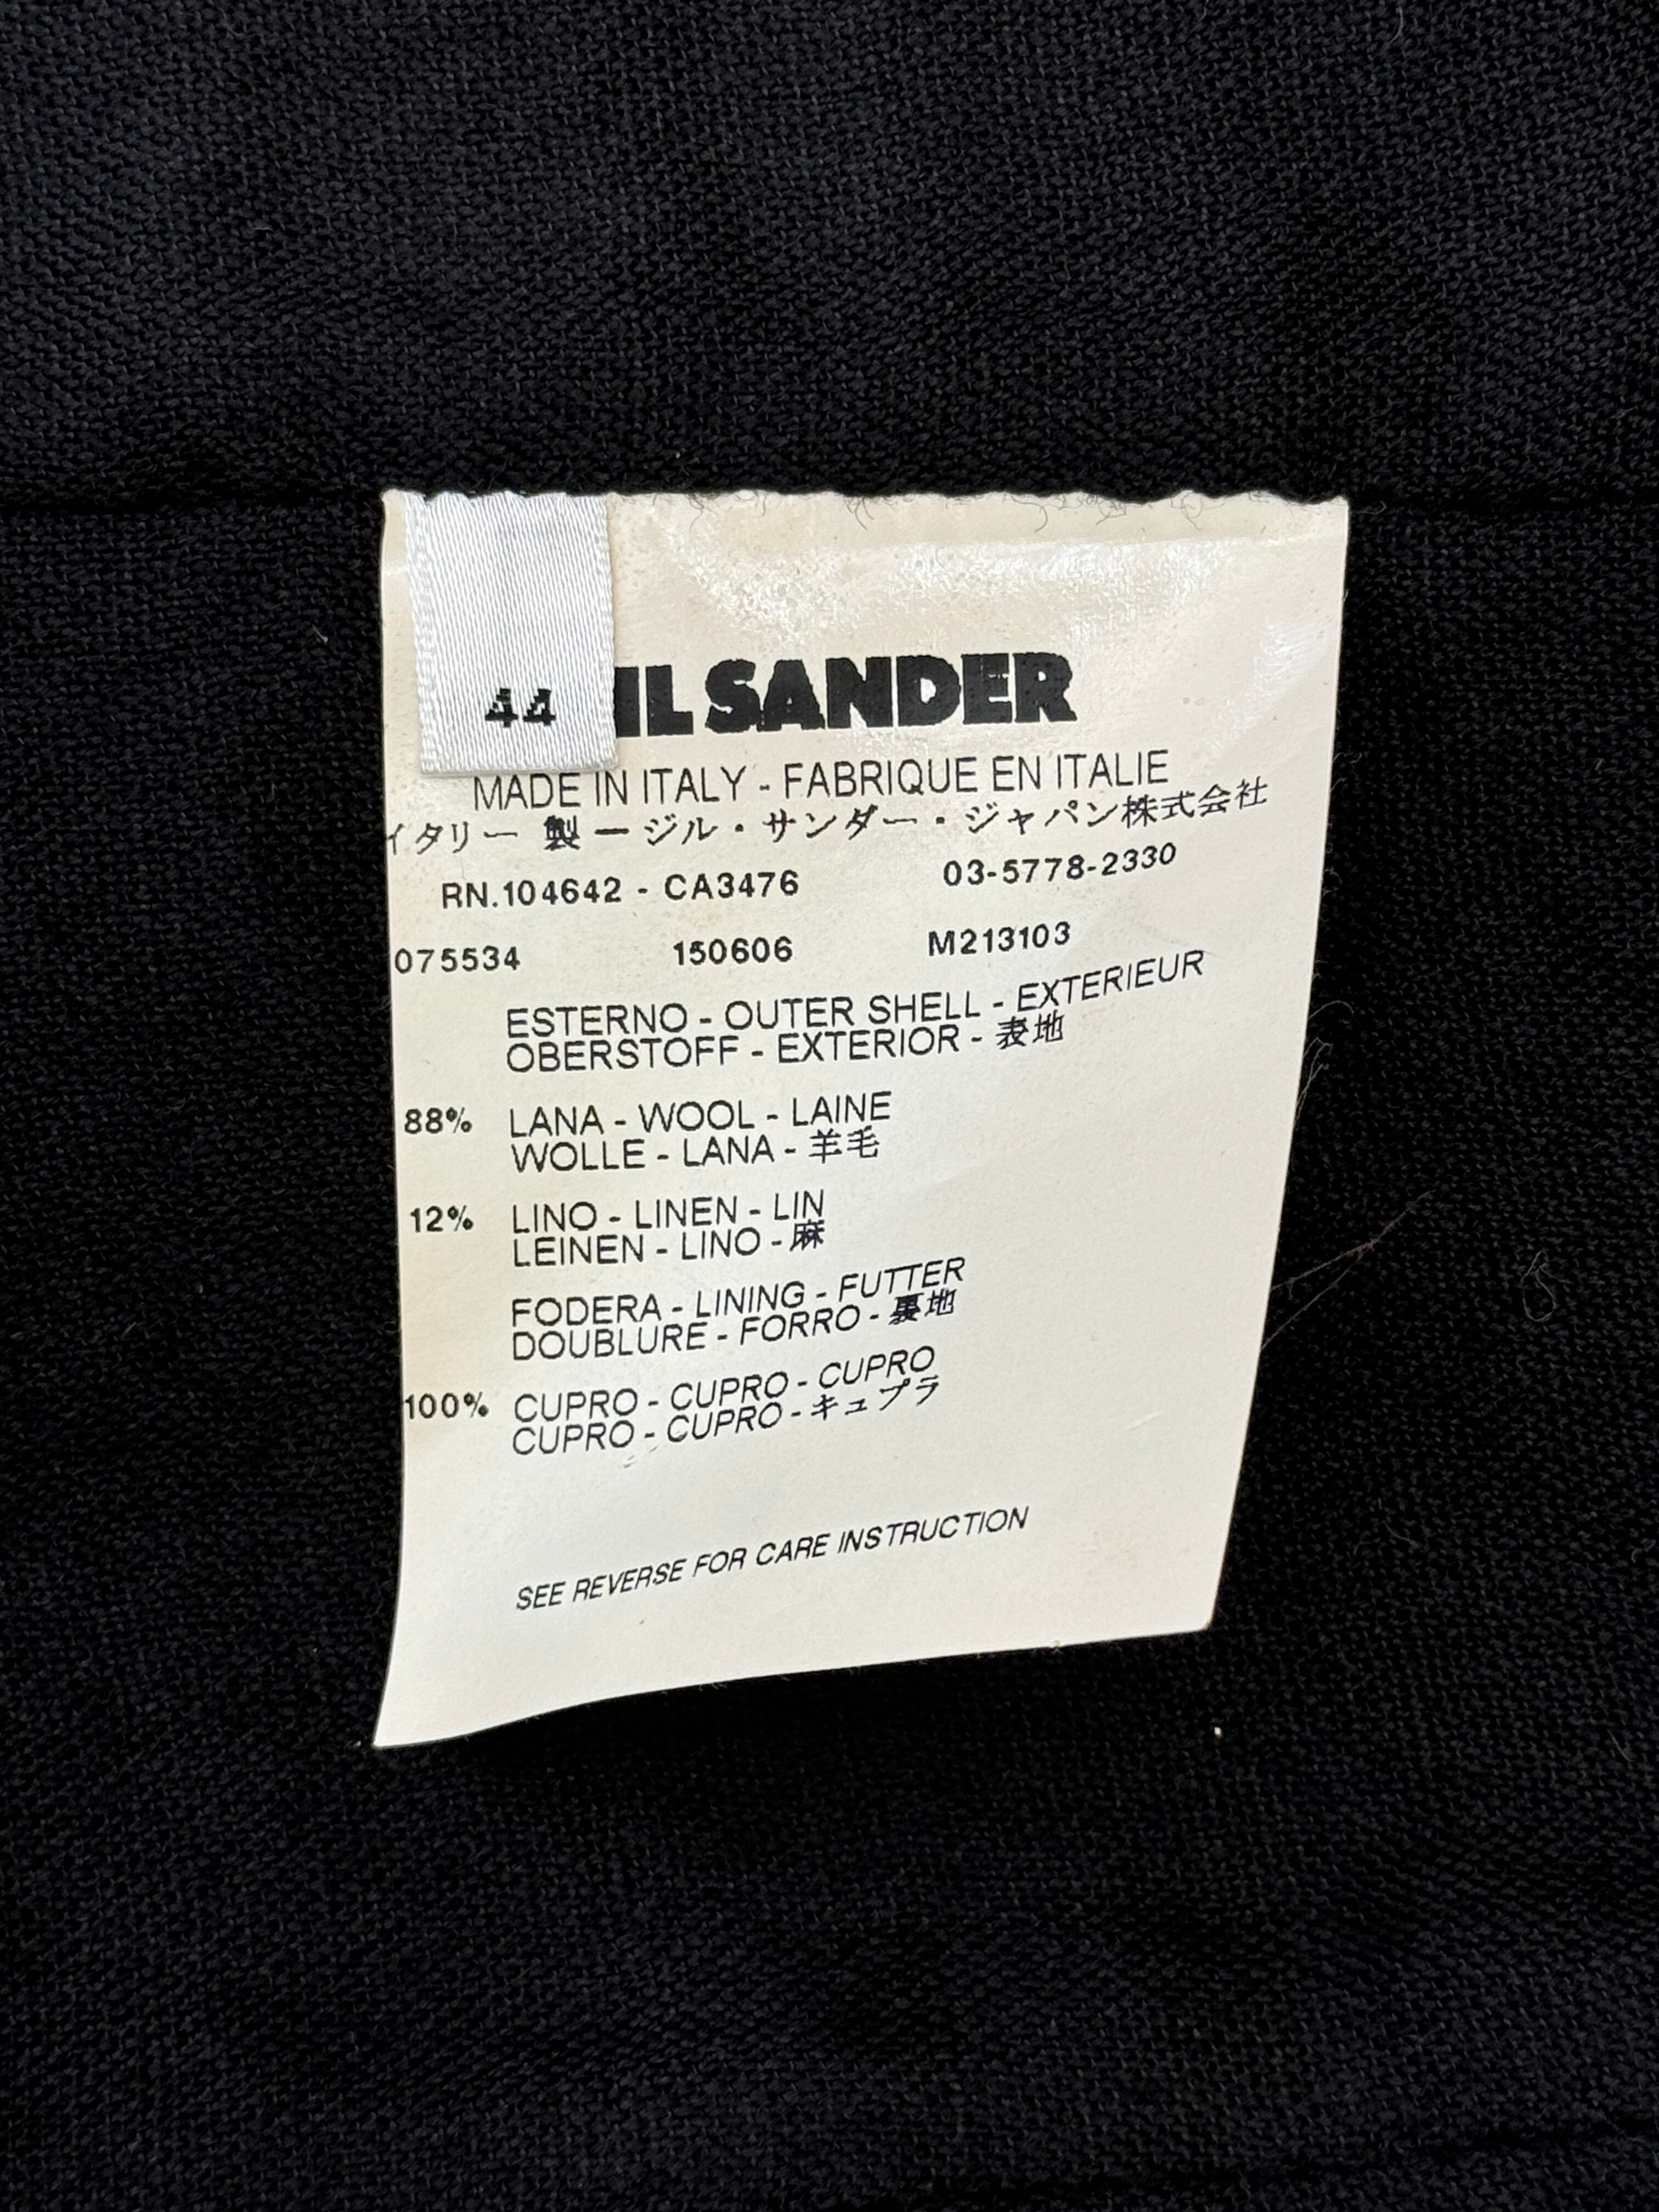 44
IL SANDER
MADE IN ITALY - FABRIQUE EN ITALIE
イタリー 製 ー ジル・サンダー・ジャパン株式会社
RN.104642 - CA3476 03-5778-2330
075534 150606 M213103
ESTERNO - OUTER SHELL - EXTERIEUR
OBERSTOFF - EXTERIOR - 表地
88% LANA - WOOL - LAINE
WOLLE - LANA - 羊毛
12% LINO - LINEN - LIN
LEINEN - LINO - 麻
FODERA - LINING - FUTTER
DOUBLURE - FORRO - 裏地
100% CUPRO - CUPRO - CUPRO
CUPRO - CUPRO - キュプラ
SEE REVERSE FOR CARE INSTRUCTION